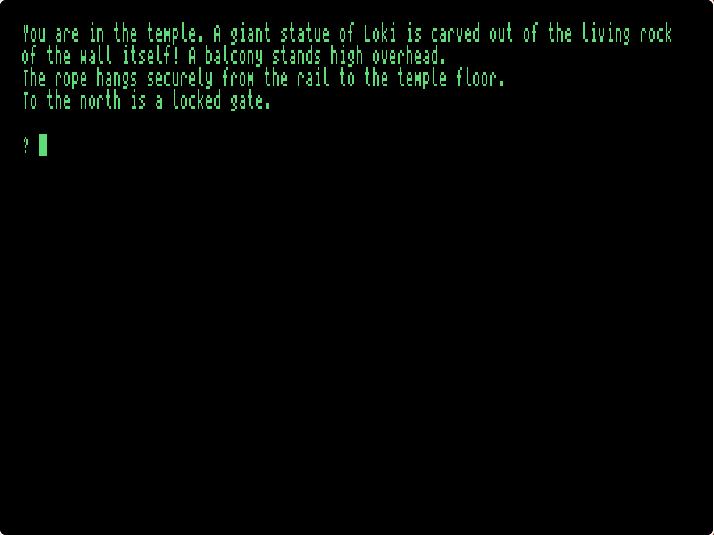 You are in the temple. A giant statue of Loki is carved out of the living rock
of the wall itself! A balcony stands high overhead.
The rope hangs securely from the rail to the temple floor.
To the north is a locked gate.
?